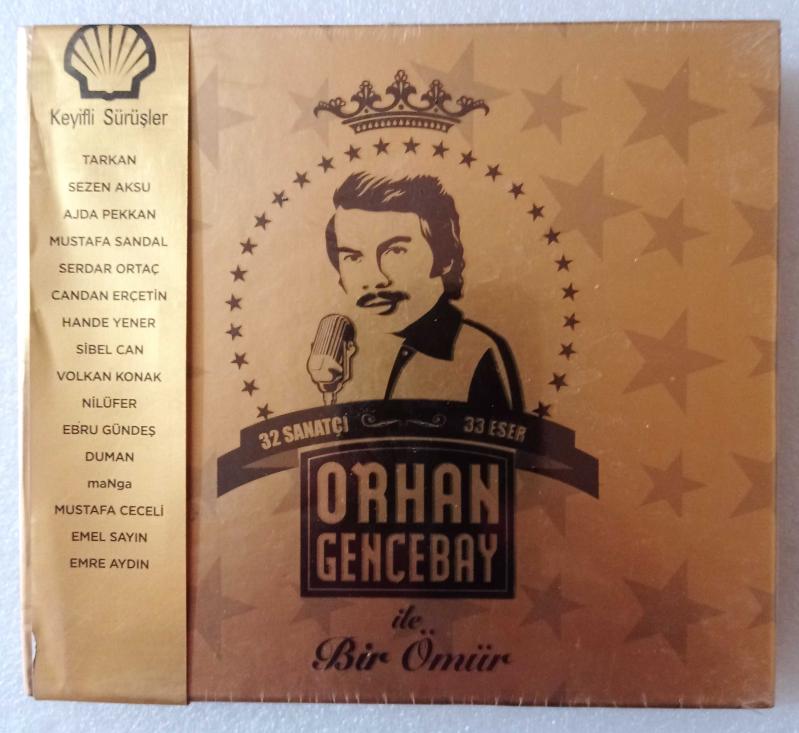 Keyifli Sürüşler
TARKAN
SEZEN AKSU
AJDA PEKKAN
MUSTAFA SANDAL
SERDAR ORTAÇ
CANDAN ERÇETİN
HANDE YENER
SİBEL CAN
VOLKAN KONAK
NİLÜFER
EBRU GÜNDEŞ
DUMAN
maNga
MUSTAFA CECELİ
EMEL SAYIN
EMRE AYDIN
32 SANATÇI 33 ESER
ORHAN
GENCEBAY
ile
Bir Ömür